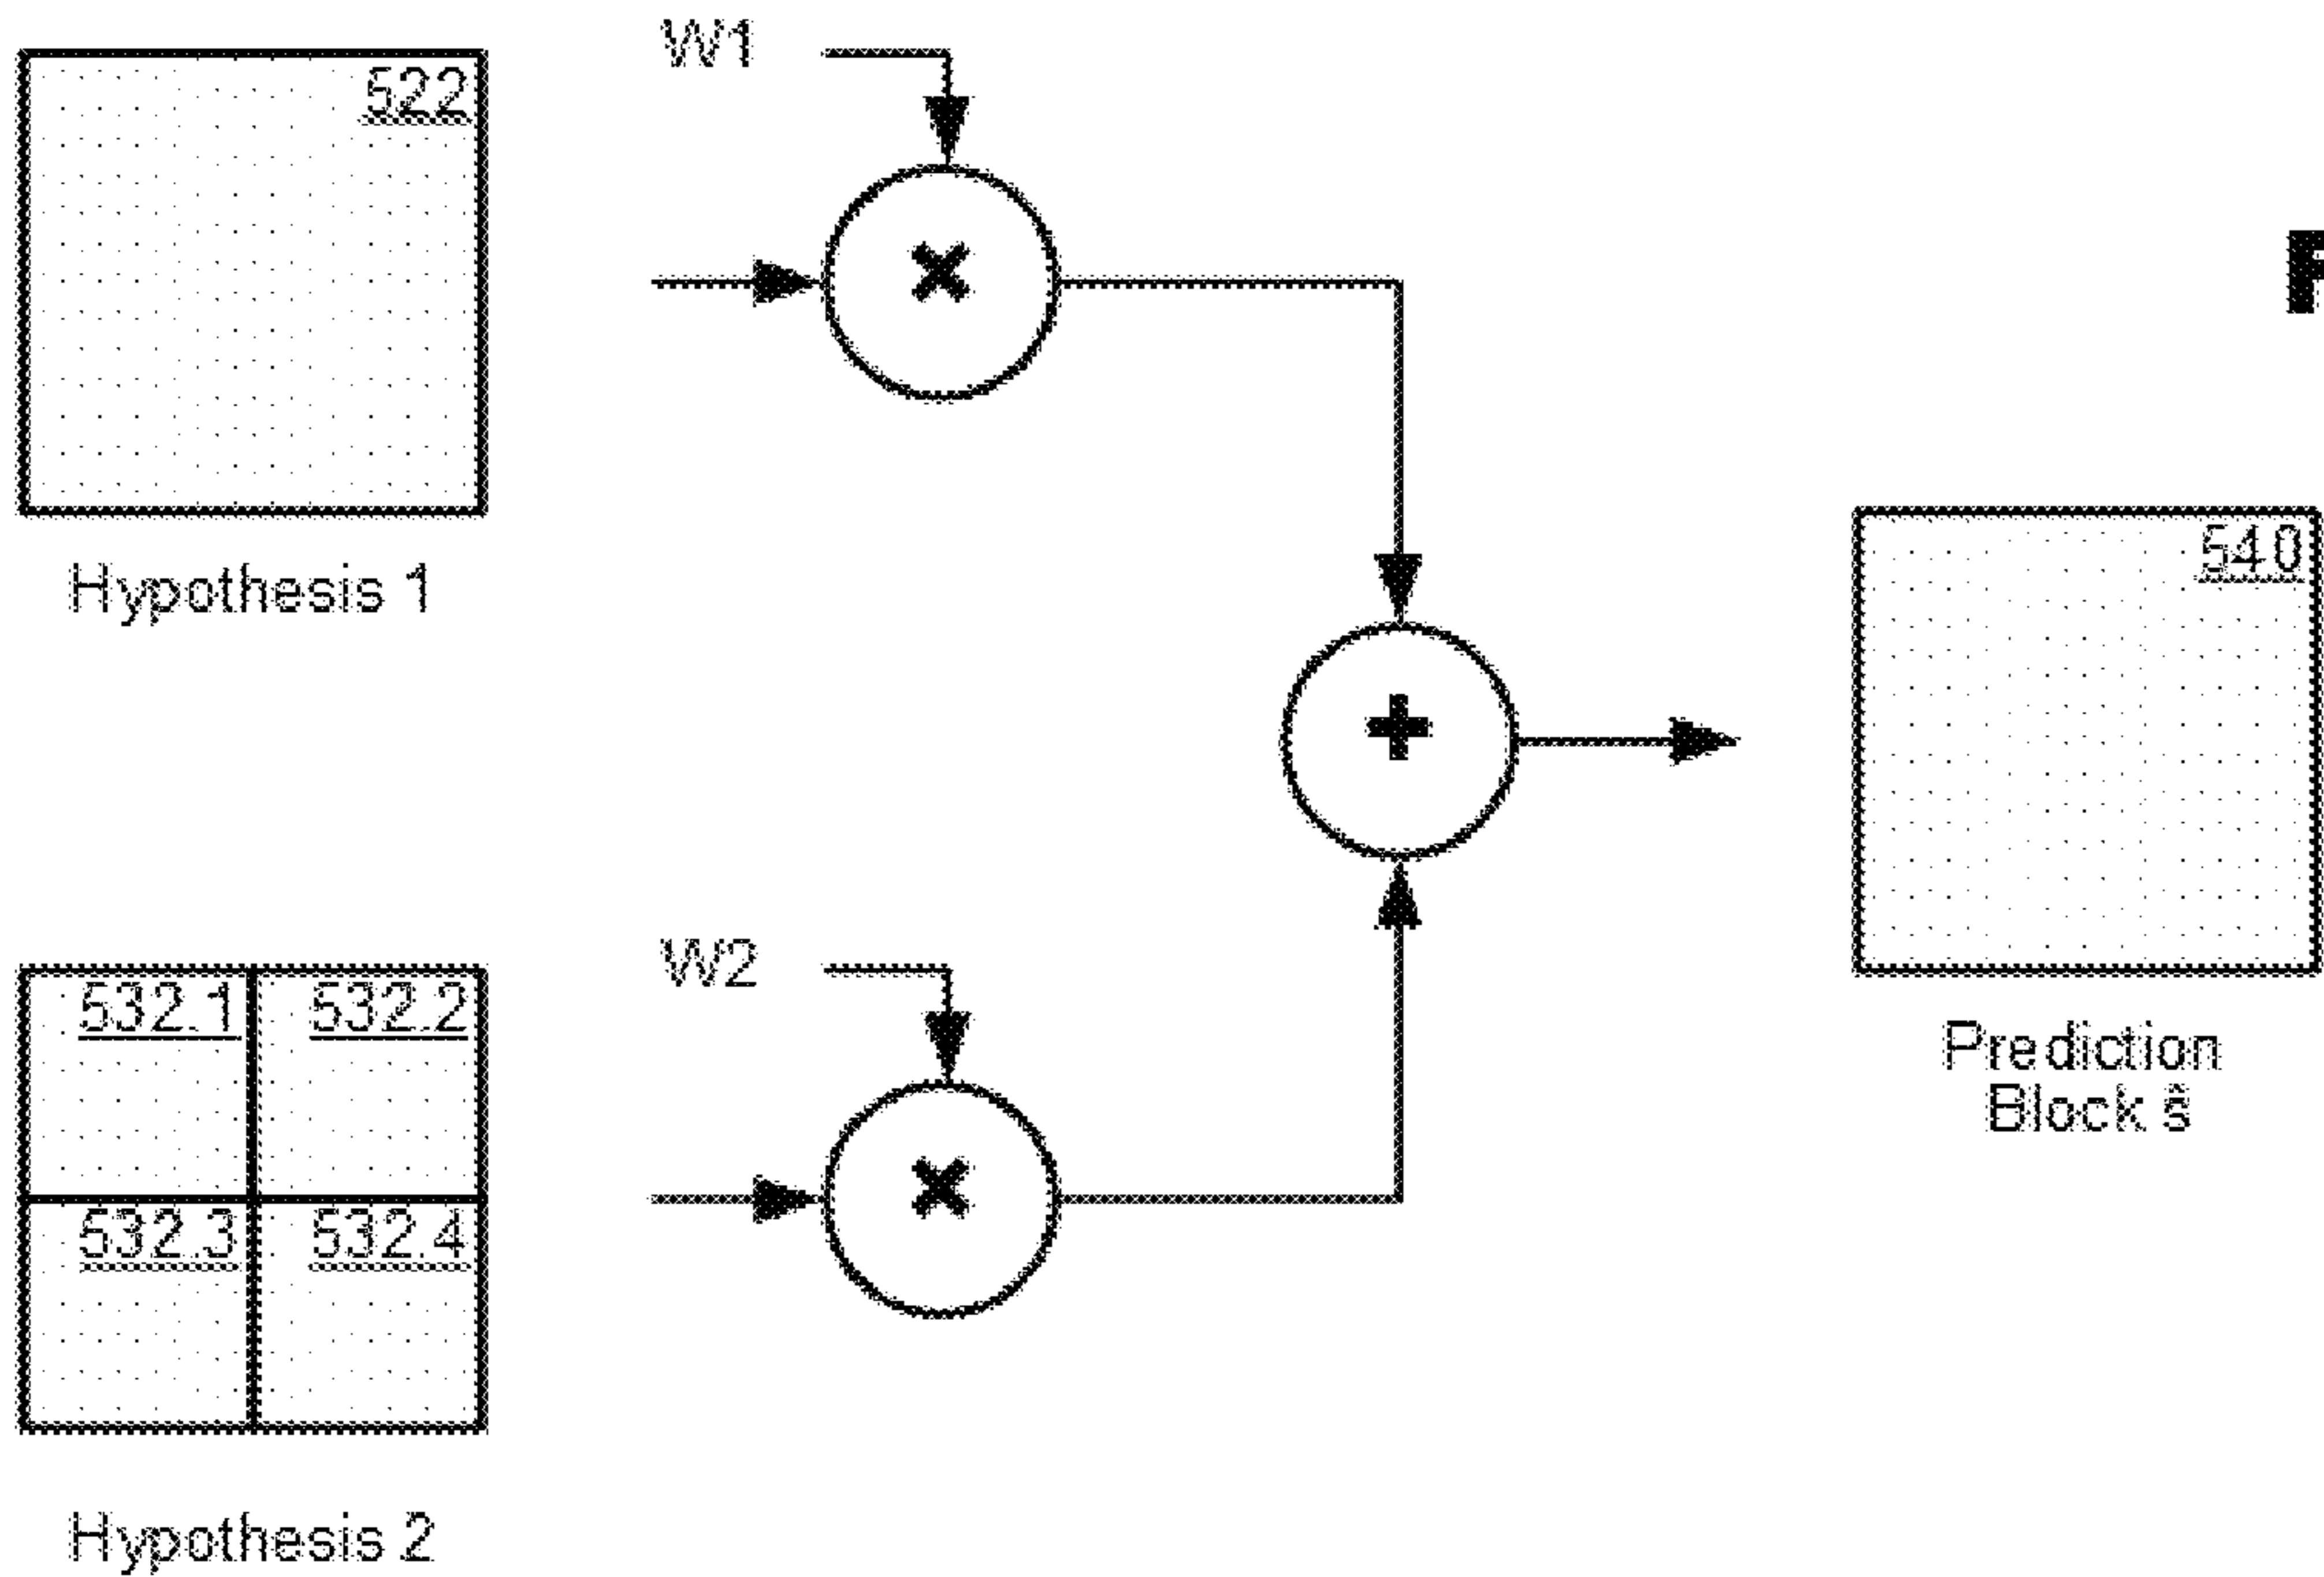 522
W1
×
Hypothesis 1
+
540
Prediction
Block ŝ
532.1
532.2
532.3
532.4
W2
×
Hypothesis 2